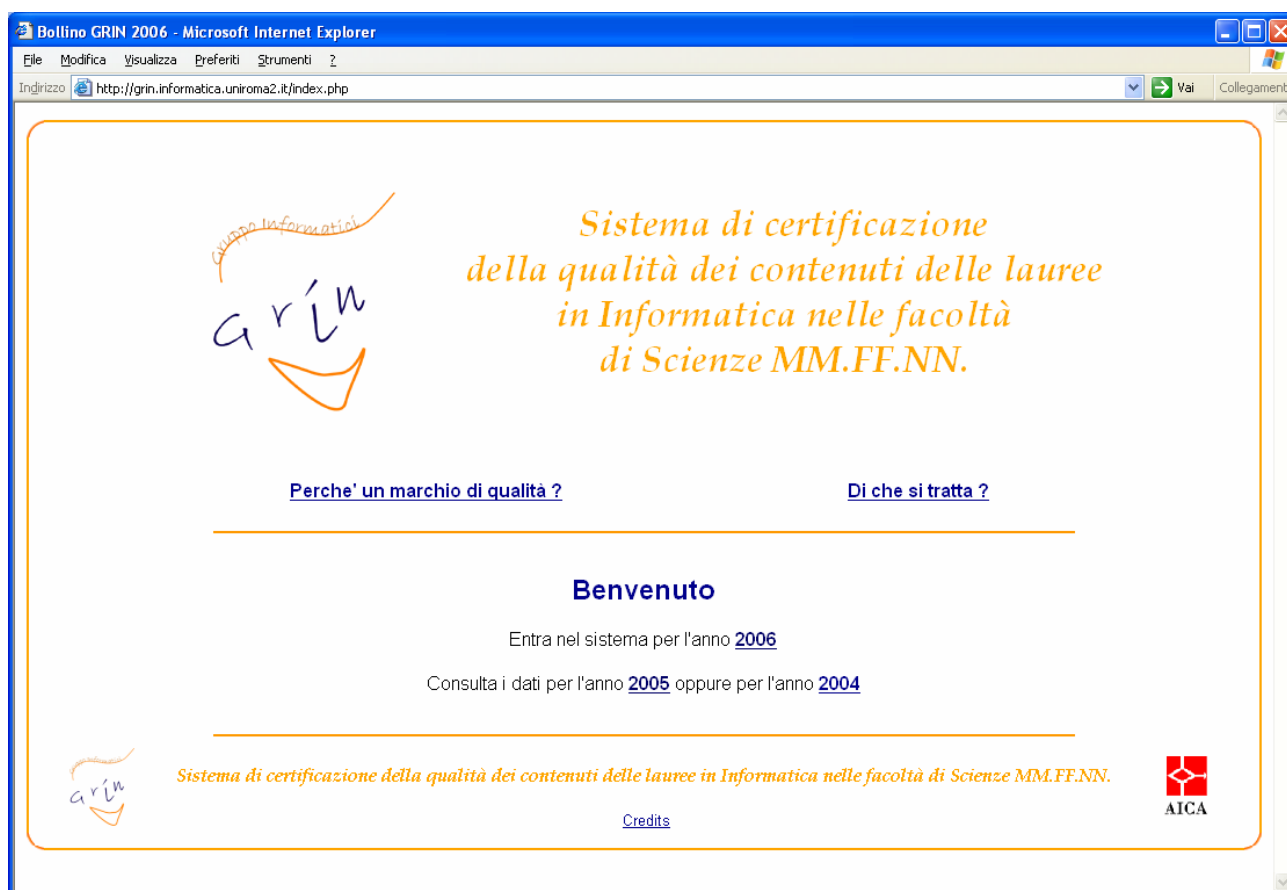 Bollino GRIN 2006 - Microsoft Internet Explorer
File Modifica Visualizza Preferiti Strumenti ?
Indirizzo http://grin.informatica.uniroma2.it/index.php Vai Collegament
Gruppo Informatici
Grin
Sistema di certificazione
della qualità dei contenuti delle lauree
in Informatica nelle facoltà
di Scienze MM.FF.NN.
Perche' un marchio di qualità ? Di che si tratta ?
Benvenuto
Entra nel sistema per l'anno 2006
Consulta i dati per l'anno 2005 oppure per l'anno 2004
Grin
Sistema di certificazione della qualità dei contenuti delle lauree in Informatica nelle facoltà di Scienze MM.FF.NN.
AICA
Credits